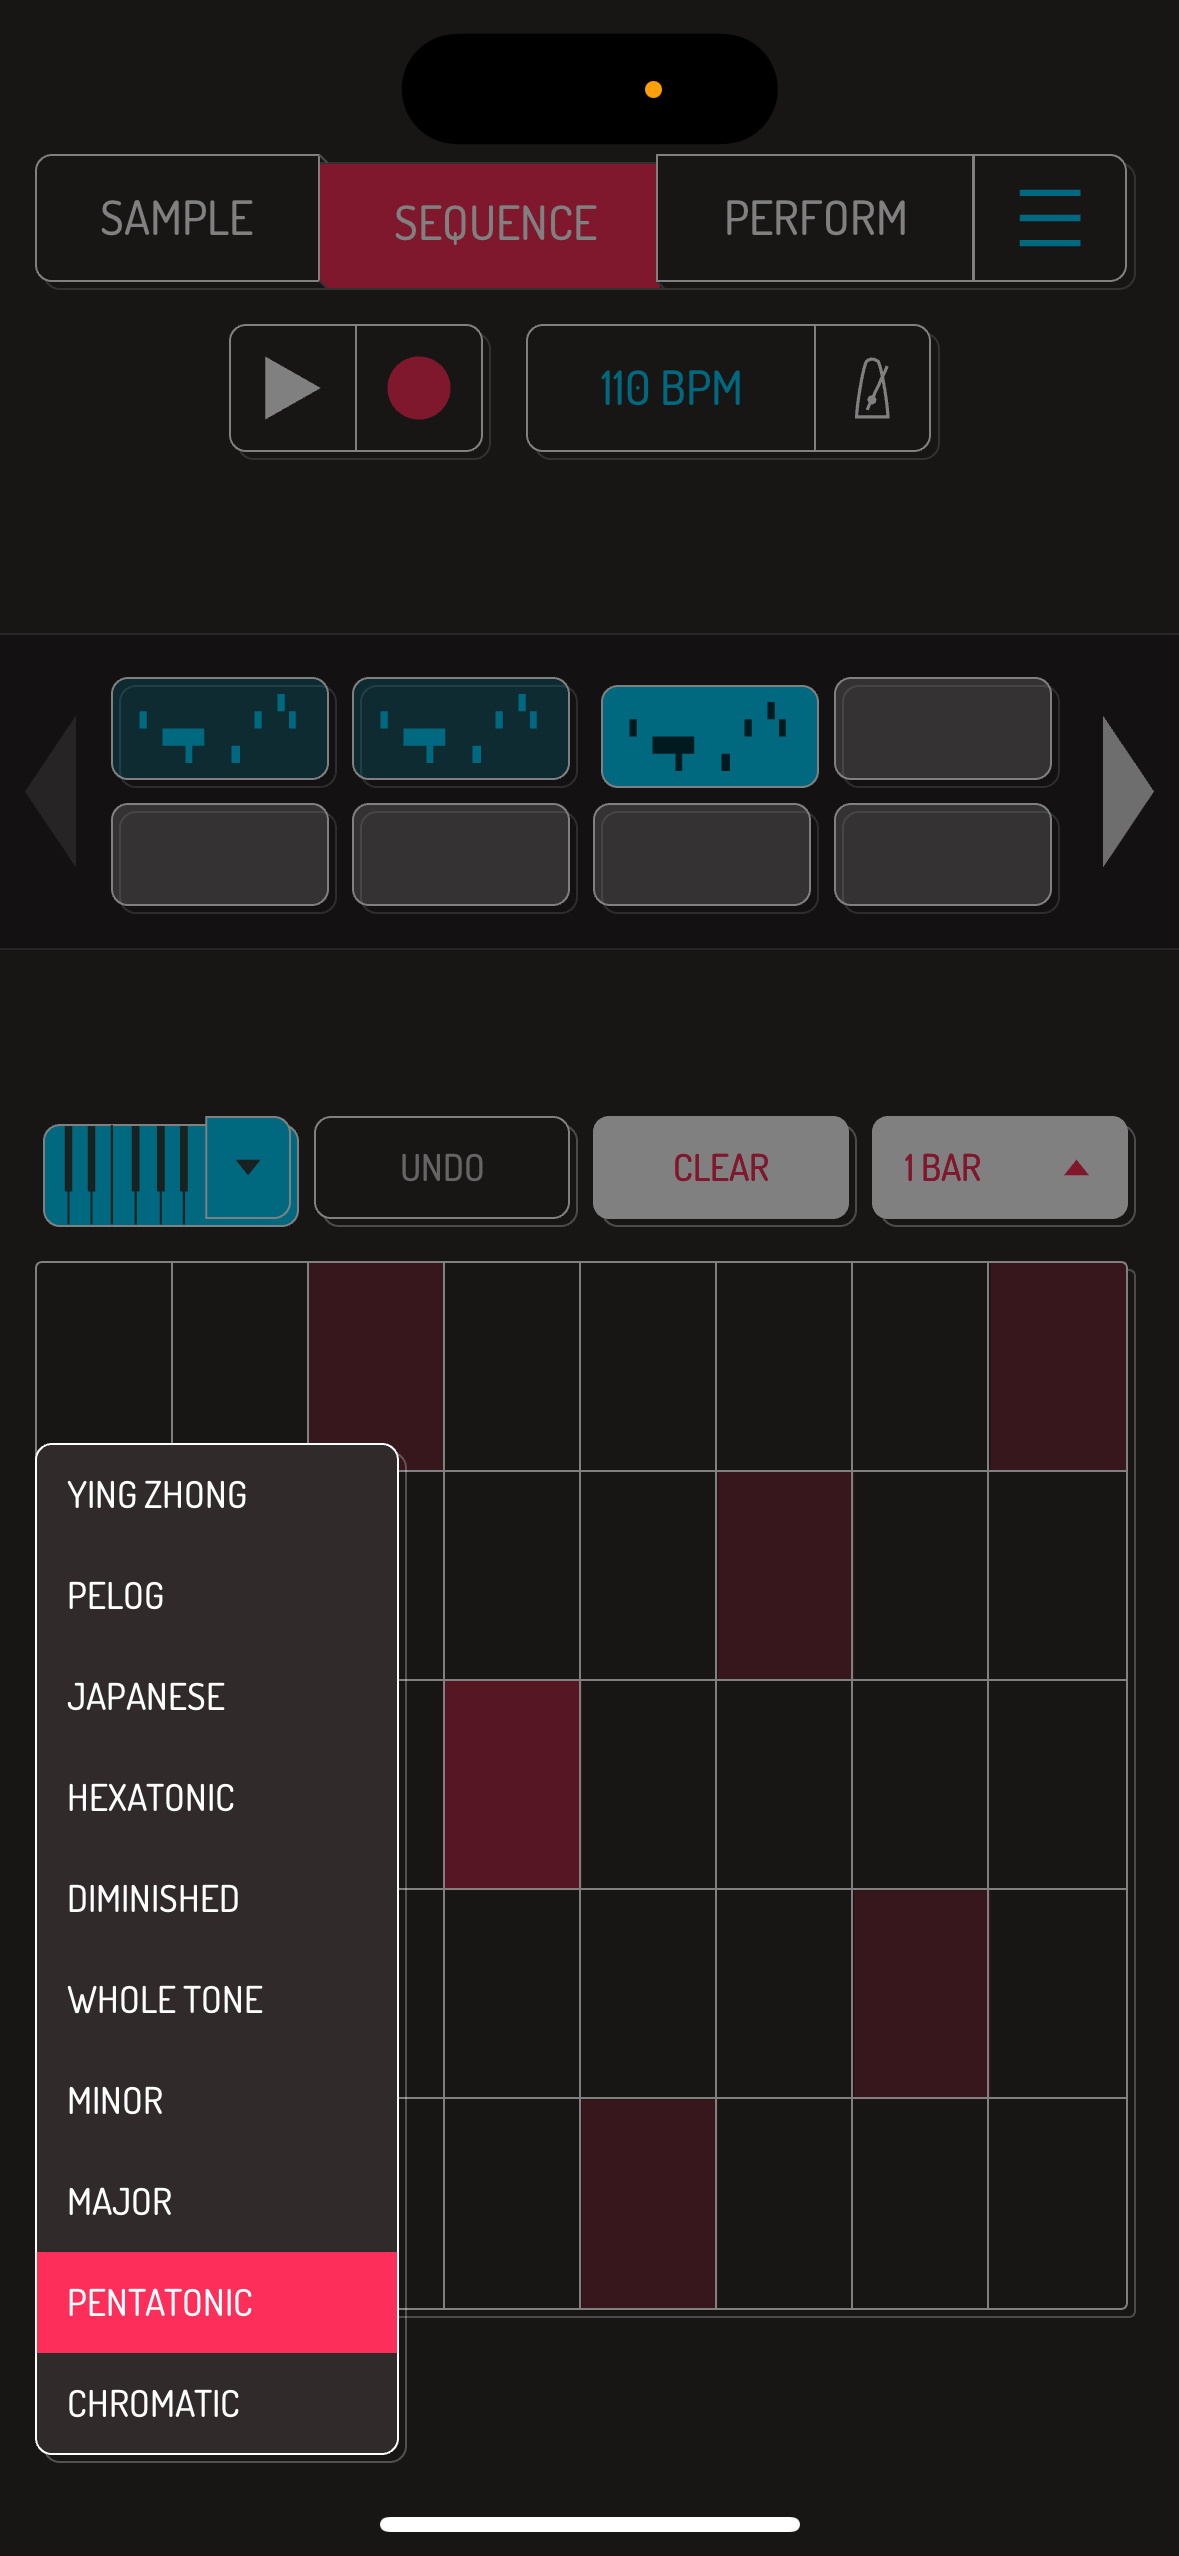 SAMPLE
SEQUENCE
PERFORM
110 BPM
UNDO
CLEAR
1 BAR
YING ZHONG
PELOG
JAPANESE
HEXATONIC
DIMINISHED
WHOLE TONE
MINOR
MAJOR
PENTATONIC
CHROMATIC